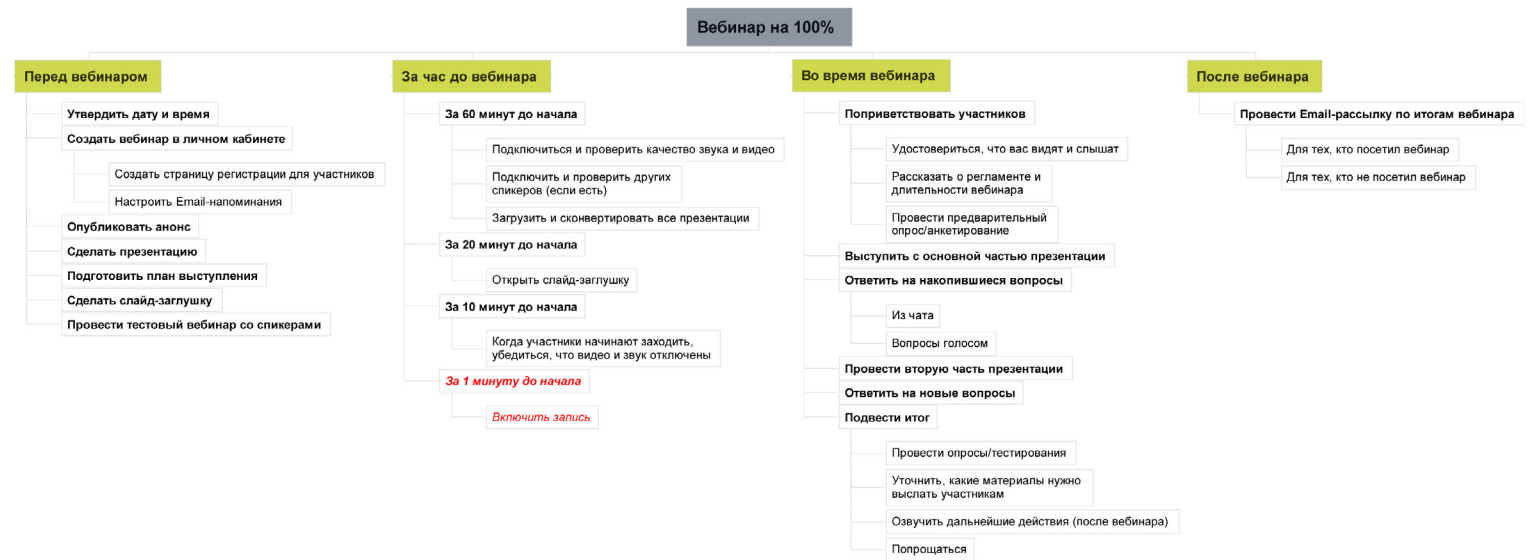 Вебинар на 100%
Перед вебинаром
Утвердить дату и время
Создать вебинар в личном кабинете
Создать страницу регистрации для участников
Настроить Email-напоминания
Опубликовать анонс
Сделать презентацию
Подготовить план выступления
Сделать слайд-заглушку
Провести тестовый вебинар со спикерами
За час до вебинара
За 60 минут до начала
Подключиться и проверить качество звука и видео
Подключить и проверить других
спикеров (если есть)
Загрузить и сконвертировать все презентации
За 20 минут до начала
Открыть слайд-заглушку
За 10 минут до начала
Когда участники начинают заходить,
убедиться, что видео и звук отключены
За 1 минуту до начала
Включить запись
Во время вебинара
Поприветствовать участников
Удостовериться, что вас видят и слышат
Рассказать о регламенте и
длительности вебинара
Провести предварительный
опрос/анкетирование
Выступить с основной частью презентации
Ответить на накопившиеся вопросы
Из чата
Вопросы голосом
Провести вторую часть презентации
Ответить на новые вопросы
Подвести итог
Провести опросы/тестирования
Уточнить, какие материалы нужно
выслать участникам
Озвучить дальнейшие действия (после вебинара)
Попрощаться
После вебинара
Провести Email-рассылку по итогам вебинара
Для тех, кто посетил вебинар
Для тех, кто не посетил вебинар